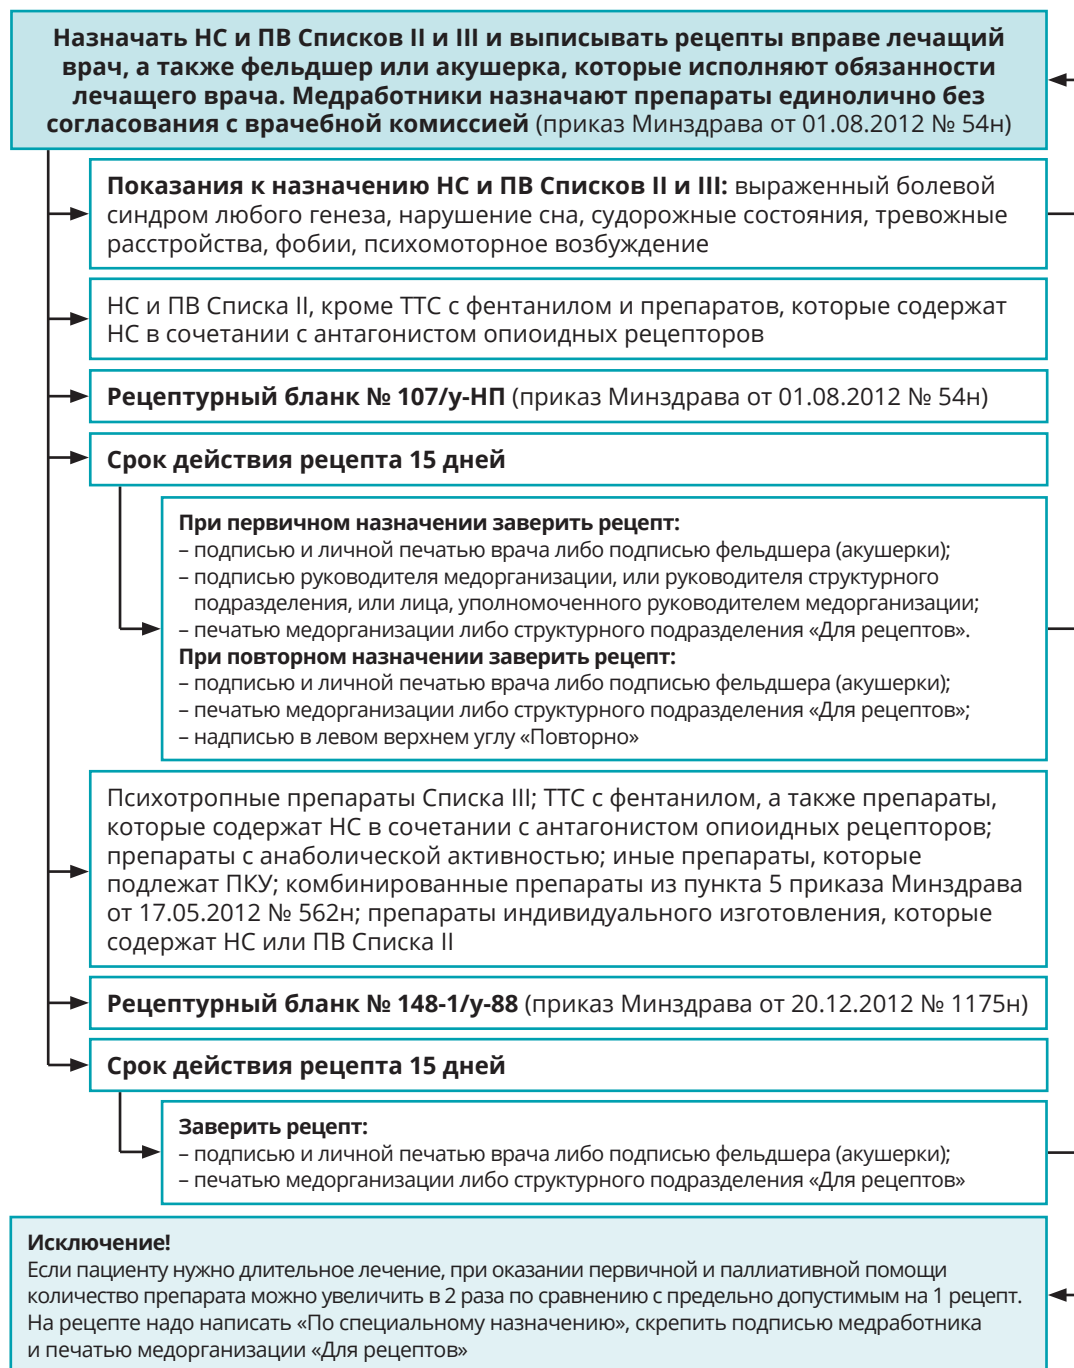 Назначать НС и ПВ Списков II и III и выписывать рецепты вправе лечащий
врач, а также фельдшер или акушерка, которые исполняют обязанности
лечащего врача. Медработники назначают препараты единолично без
согласования с врачебной комиссией (приказ Минздрава от 01.08.2012 № 54н)
Показания к назначению НС и ПВ Списков II и III: выраженный болевой
синдром любого генеза, нарушение сна, судорожные состояния, тревожные
расстройства, фобии, психомоторное возбуждение
НС и ПВ Списка II, кроме ТТС с фентанилом и препаратов, которые содержат
НС в сочетании с антагонистом опиоидных рецепторов
Рецептурный бланк № 107/у-НП (приказ Минздрава от 01.08.2012 № 54н)
Срок действия рецепта 15 дней
При первичном назначении заверить рецепт:
– подписью и личной печатью врача либо подписью фельдшера (акушерки);
– подписью руководителя медорганизации, или руководителя структурного
подразделения, или лица, уполномоченного руководителем медорганизации;
– печатью медорганизации либо структурного подразделения «Для рецептов».
При повторном назначении заверить рецепт:
– подписью и личной печатью врача либо подписью фельдшера (акушерки);
– печатью медорганизации либо структурного подразделения «Для рецептов»;
– надписью в левом верхнем углу «Повторно»
Психотропные препараты Списка III; ТТС с фентанилом, а также препараты,
которые содержат НС в сочетании с антагонистом опиоидных рецепторов;
препараты с анаболической активностью; иные препараты, которые
подлежат ПКУ; комбинированные препараты из пункта 5 приказа Минздрава
от 17.05.2012 № 562н; препараты индивидуального изготовления, которые
содержат НС или ПВ Списка II
Рецептурный бланк № 148-1/у-88 (приказ Минздрава от 20.12.2012 № 1175н)
Срок действия рецепта 15 дней
Заверить рецепт:
– подписью и личной печатью врача либо подписью фельдшера (акушерки);
– печатью медорганизации либо структурного подразделения «Для рецептов»
Исключение!
Если пациенту нужно длительное лечение, при оказании первичной и паллиативной помощи
количество препарата можно увеличить в 2 раза по сравнению с предельно допустимым на 1 рецепт.
На рецепте надо написать «По специальному назначению», скрепить подписью медработника
и печатью медорганизации «Для рецептов»